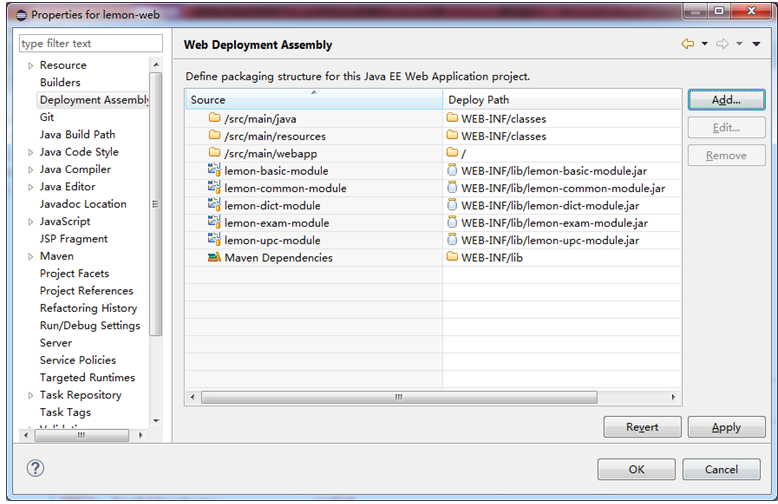 Properties for lemon-web
type filter text
Resource
Builders
Deployment Assembly
Git
Java Build Path
Java Code Style
Java Compiler
Java Editor
Javadoc Location
JavaScript
JSP Fragment
Maven
Project Facets
Project References
Refactoring History
Run/Debug Settings
Server
Service Policies
Targeted Runtimes
Task Repository
Task Tags
Web Deployment Assembly
Define packaging structure for this Java EE Web Application project.
Source Deploy Path
/src/main/java WEB-INF/classes
/src/main/resources WEB-INF/classes
/src/main/webapp /
lemon-basic-module WEB-INF/lib/lemon-basic-module.jar
lemon-common-module WEB-INF/lib/lemon-common-module.jar
lemon-dict-module WEB-INF/lib/lemon-dict-module.jar
lemon-exam-module WEB-INF/lib/lemon-exam-module.jar
lemon-upc-module WEB-INF/lib/lemon-upc-module.jar
Maven Dependencies WEB-INF/lib
Add...
Edit...
Remove
Revert Apply
? OK Cancel